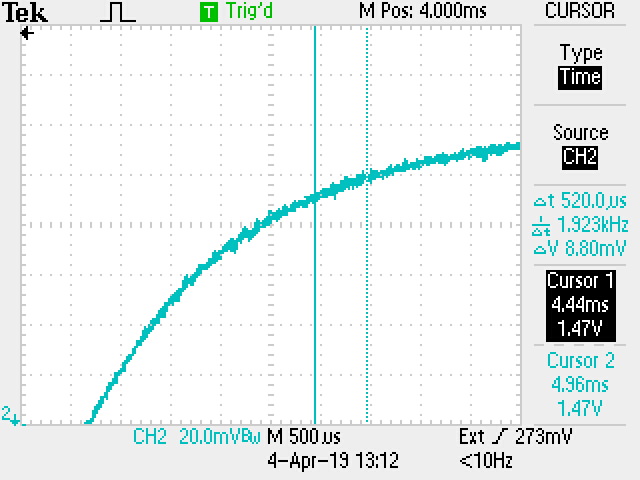 Tek T Trig'd M Pos: 4.000ms CURSOR
Type
Time
Source
CH2
Δt 520.0µs
1/Δt 1.923kHz
ΔV 8.80mV
Cursor 1
4.44ms
1.47V
Cursor 2
4.96ms
1.47V
2
CH2 20.0mVBw M 500µs Ext 273mV
4-Apr-19 13:12 <10Hz